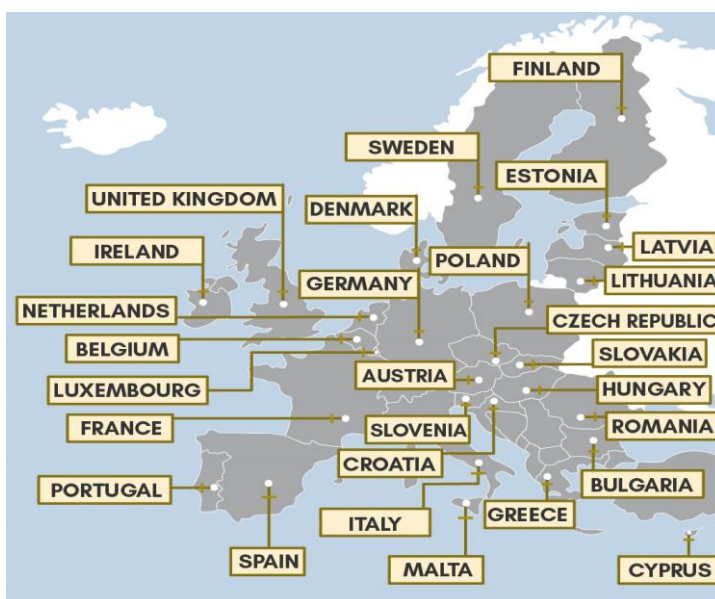 FINLAND
SWEDEN
ESTONIA
UNITED KINGDOM
DENMARK
LATVIA
IRELAND
POLAND
GERMANY
LITHUANIA
NETHERLANDS
CZECH REPUBLIC
BELGIUM
SLOVAKIA
AUSTRIA
LUXEMBOURG
HUNGARY
FRANCE
SLOVENIA
ROMANIA
CROATIA
BULGARIA
PORTUGAL
ITALY
GREECE
SPAIN
MALTA
CYPRUS